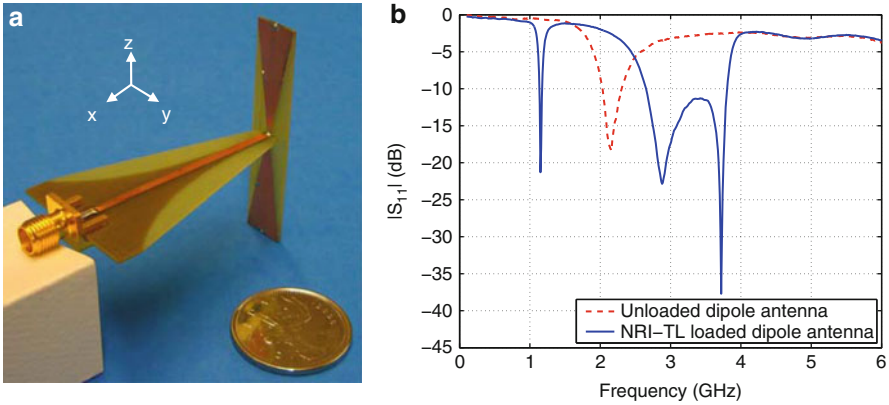 a
z
x
y
b
|S11| (dB)
0
−5
−10
−15
−20
−25
−30
−35
−40
−45
Unloaded dipole antenna
NRI−TL loaded dipole antenna
0 1 2 3 4 5 6
Frequency (GHz)